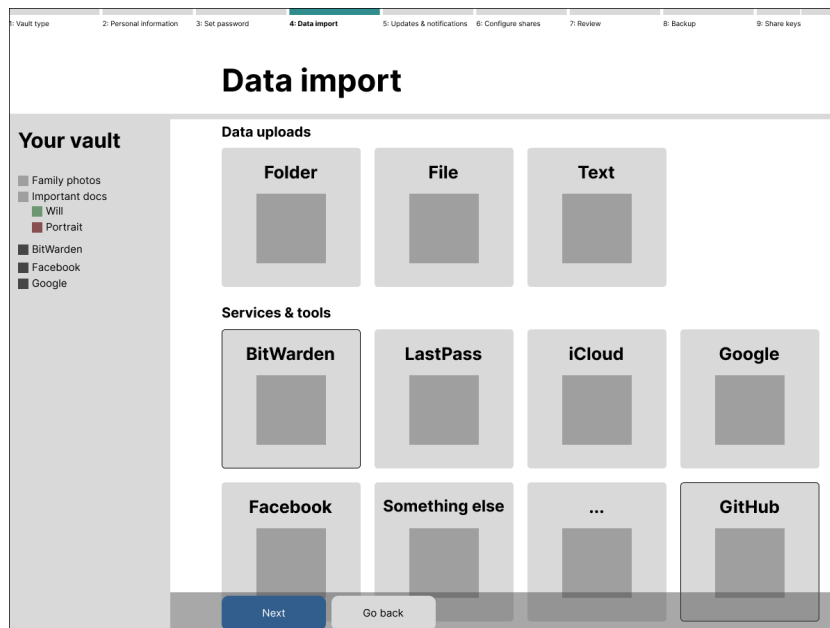 1: Vault type 2: Personal information 3: Set password 4: Data import 5: Updates & notifications 6: Configure shares 7: Review 8: Backup 9: Share keys
Data import
Your vault
Family photos
Important docs
Will
Portrait
BitWarden
Facebook
Google
Data uploads
Folder File Text
Services & tools
BitWarden LastPass iCloud Google
Facebook Something else ... GitHub
Next Go back